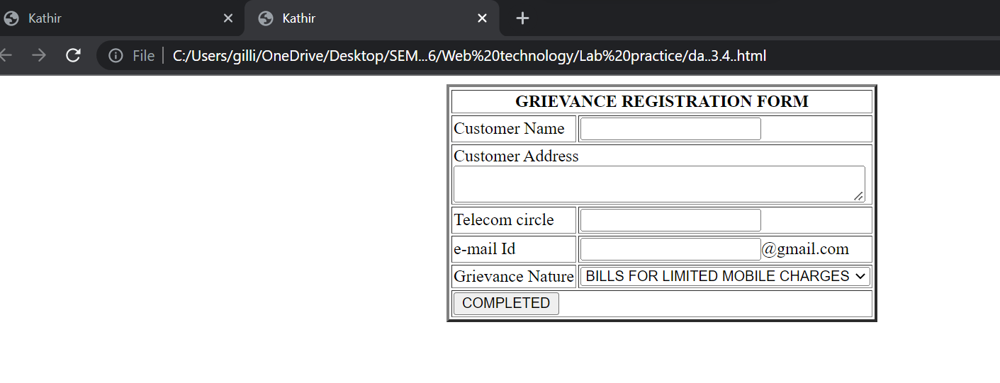 Kathir
Kathir
File C:/Users/gilli/OneDrive/Desktop/SEM...6/Web%20technology/Lab%20practice/da..3.4..html
GRIEVANCE REGISTRATION FORM
Customer Name
Customer Address
Telecom circle
e-mail Id @gmail.com
Grievance Nature BILLS FOR LIMITED MOBILE CHARGES
COMPLETED